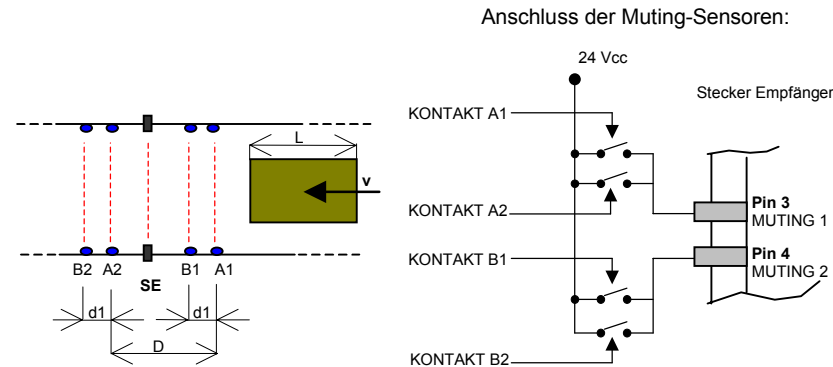 Anschluss der Muting-Sensoren:
24 Vcc
Stecker Empfänger
KONTAKT A1
L
v
KONTAKT A2
Pin 3
MUTING 1
KONTAKT B1
Pin 4
MUTING 2
B2 A2 B1 A1
SE
d1 d1
D
KONTAKT B2